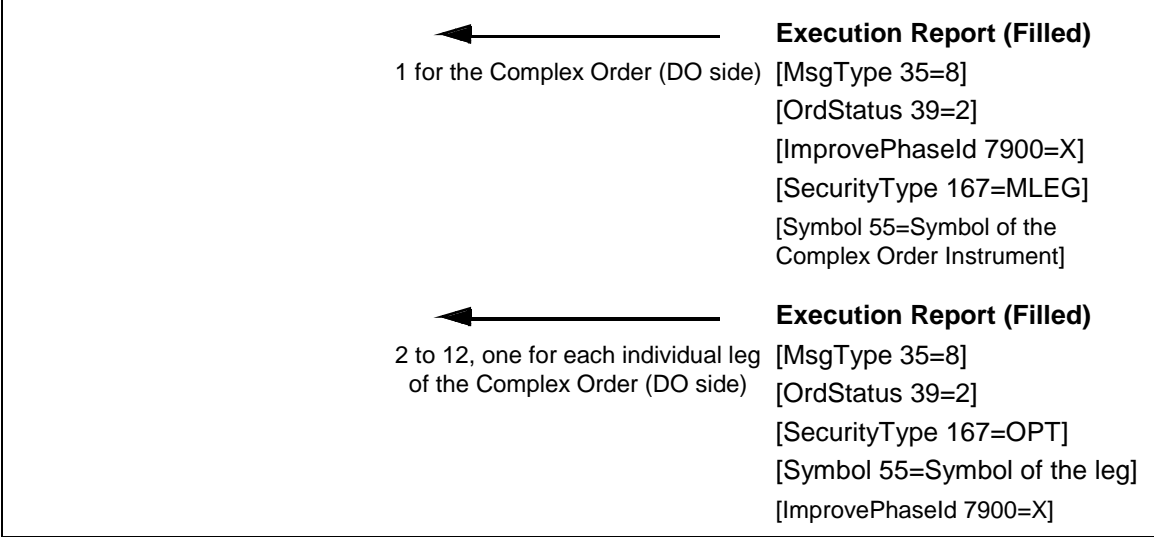 Execution Report (Filled)
1 for the Complex Order (DO side)
[MsgType 35=8]
[OrdStatus 39=2]
[ImprovePhaseId 7900=X]
[SecurityType 167=MLEG]
[Symbol 55=Symbol of the
Complex Order Instrument]
Execution Report (Filled)
2 to 12, one for each individual leg
of the Complex Order (DO side)
[MsgType 35=8]
[OrdStatus 39=2]
[SecurityType 167=OPT]
[Symbol 55=Symbol of the leg]
[ImprovePhaseId 7900=X]